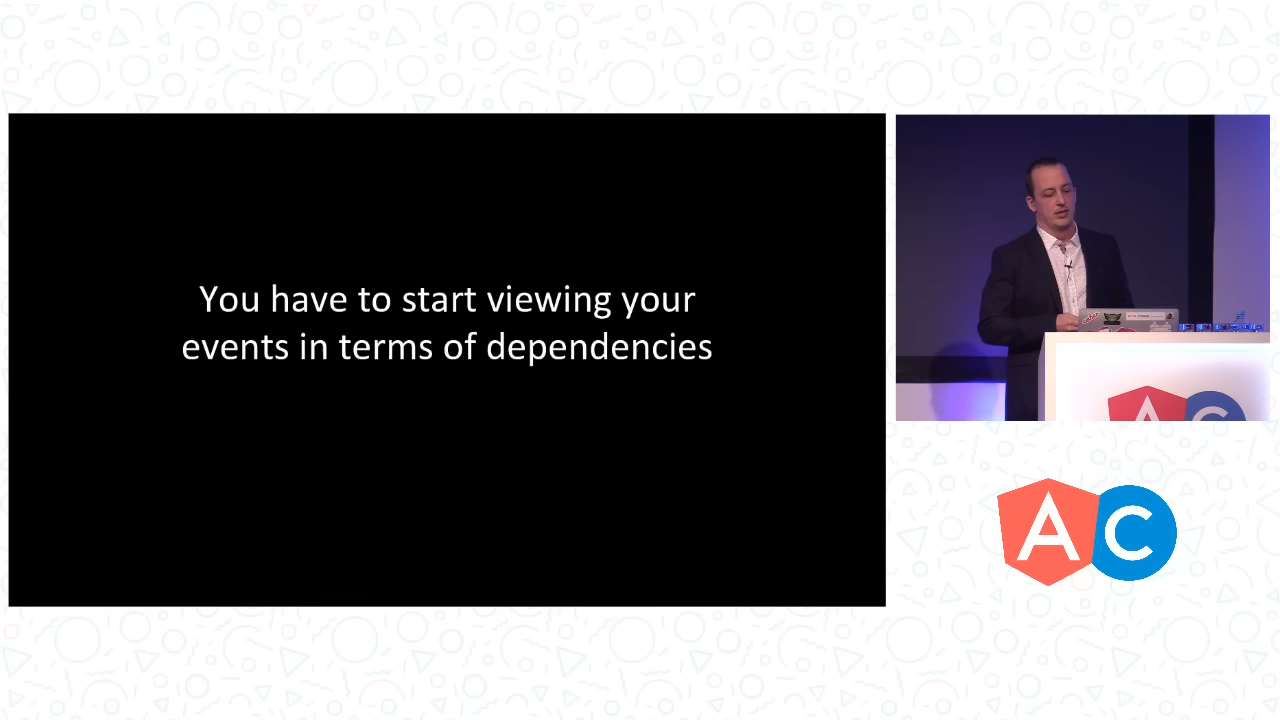 You have to start viewing your
events in terms of dependencies
A C
A C